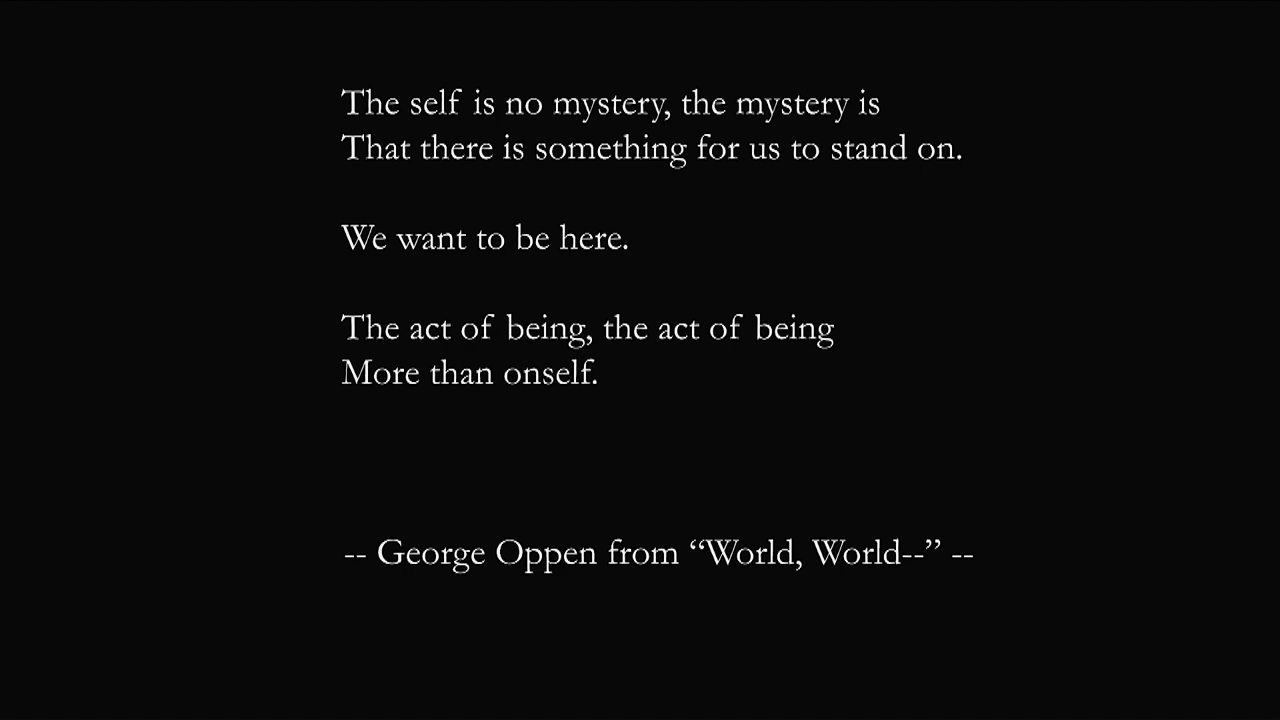 The self is no mystery, the mystery is
That there is something for us to stand on.
We want to be here.
The act of being, the act of being
More than onself.
-- George Oppen from “World, World--” --